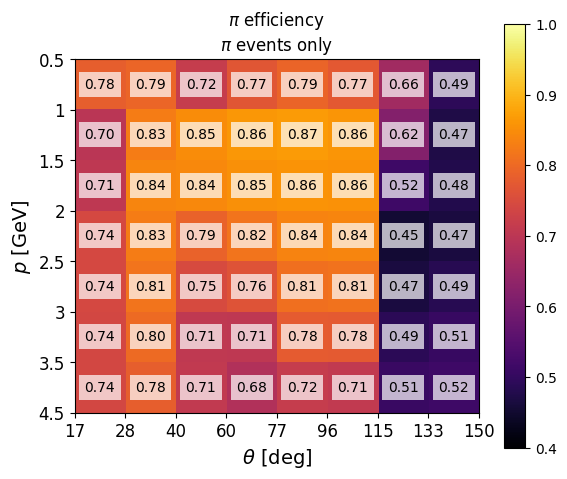 π efficiency
π events only
0.5
1
1.5
2
2.5
3
3.5
4.5
p [GeV]
0.78 0.79 0.72 0.77 0.79 0.77 0.66 0.49
0.70 0.83 0.85 0.86 0.87 0.86 0.62 0.47
0.71 0.84 0.84 0.85 0.86 0.86 0.52 0.48
0.74 0.83 0.79 0.82 0.84 0.84 0.45 0.47
0.74 0.81 0.75 0.76 0.81 0.81 0.47 0.49
0.74 0.80 0.71 0.71 0.78 0.78 0.49 0.51
0.74 0.78 0.71 0.68 0.72 0.71 0.51 0.52
17 28 40 60 77 96 115 133 150
θ [deg]
1.0
0.9
0.8
0.7
0.6
0.5
0.4